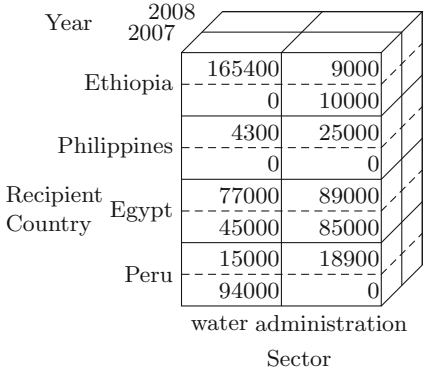 Year
2008
2007
Ethiopia
165400 9000
0 10000
Philippines
4300 25000
0 0
Recipient
Country
Egypt
77000 89000
45000 85000
Peru
15000 18900
94000 0
water administration
Sector